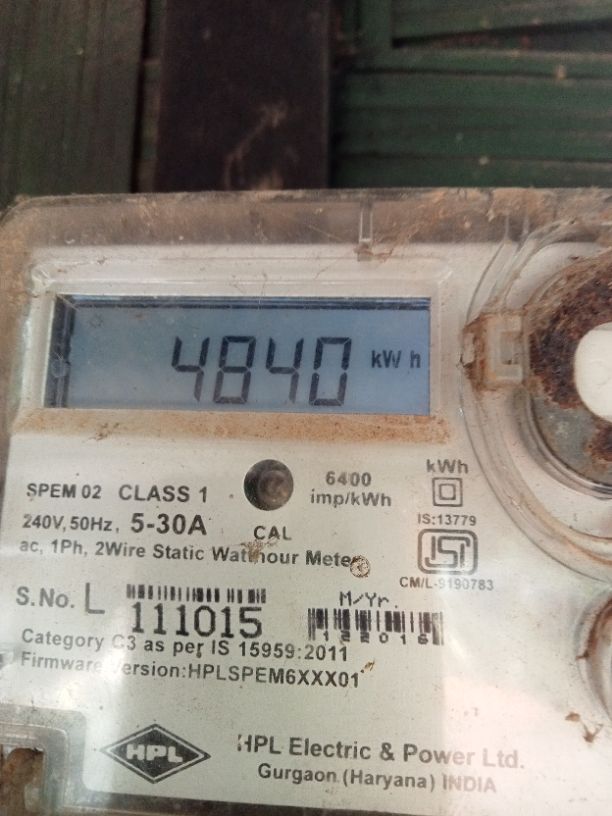 4840 kWh
SPEM 02 CLASS 1
6400
imp/kWh
kWh
240V, 50Hz, 5-30A
CAL
IS:13779
ac, 1Ph, 2Wire Static Watthour Meter
ISI
CM/L-9190783
S.No. L 111015
M/Yr.
122016
Category C3 as per IS 15959:2011
Firmware Version:HPLSPEM6XXX01
HPL
HPL Electric & Power Ltd.
Gurgaon (Haryana) INDIA